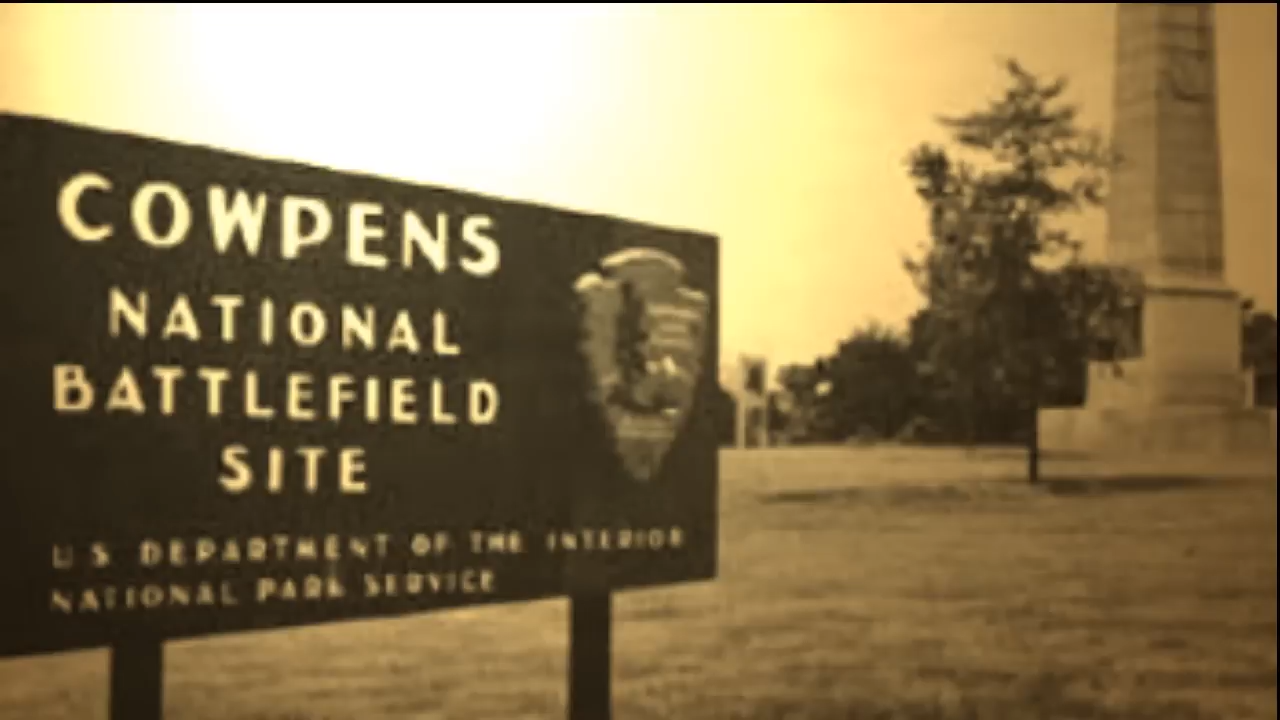 COWPENS
NATIONAL
BATTLEFIELD
SITE
U.S. DEPARTMENT OF THE INTERIOR
NATIONAL PARK SERVICE